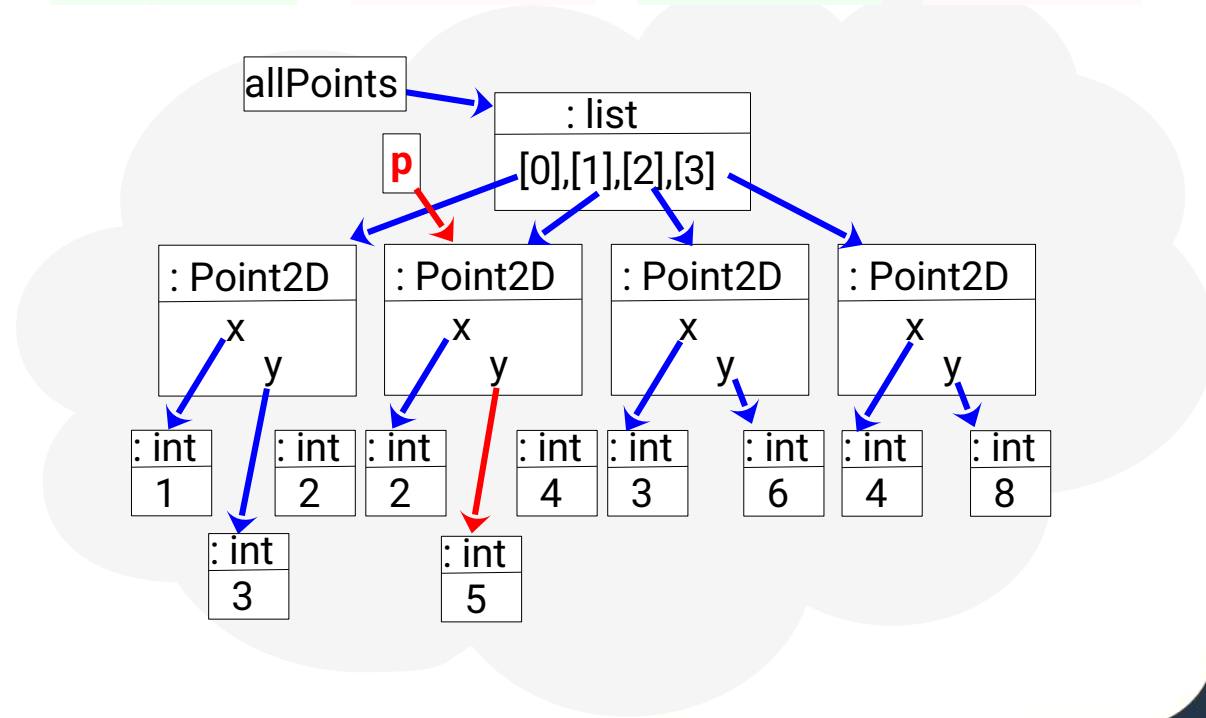 allPoints
: list
p
[0],[1],[2],[3]
: Point2D
x
y
: Point2D
x
y
: Point2D
x
y
: Point2D
x
y
: int
1
: int
2
: int
2
: int
4
: int
3
: int
6
: int
4
: int
8
: int
3
: int
5